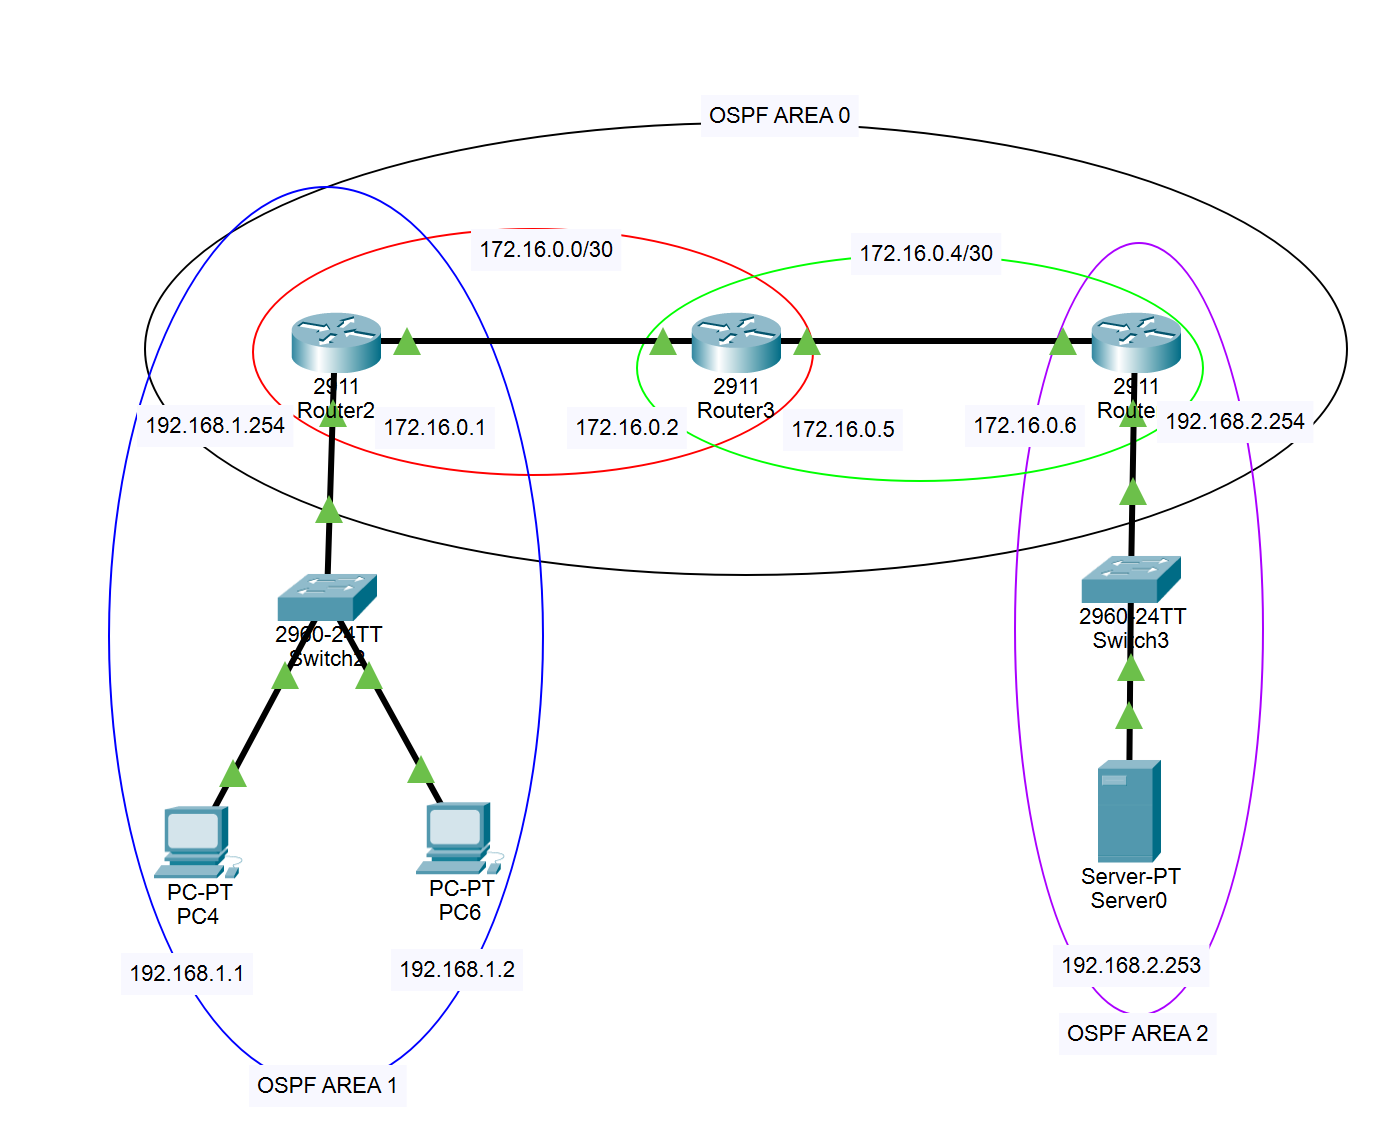 OSPF AREA 0
172.16.0.0/30
172.16.0.4/30
2911
Router2
2911
Router3
2911
Route
192.168.1.254
172.16.0.1
172.16.0.2
172.16.0.5
172.16.0.6
192.168.2.254
2960-24TT
Switch2
2960-24TT
Switch3
PC-PT
PC4
PC-PT
PC6
Server-PT
Server0
192.168.1.1
192.168.1.2
192.168.2.253
OSPF AREA 1
OSPF AREA 2